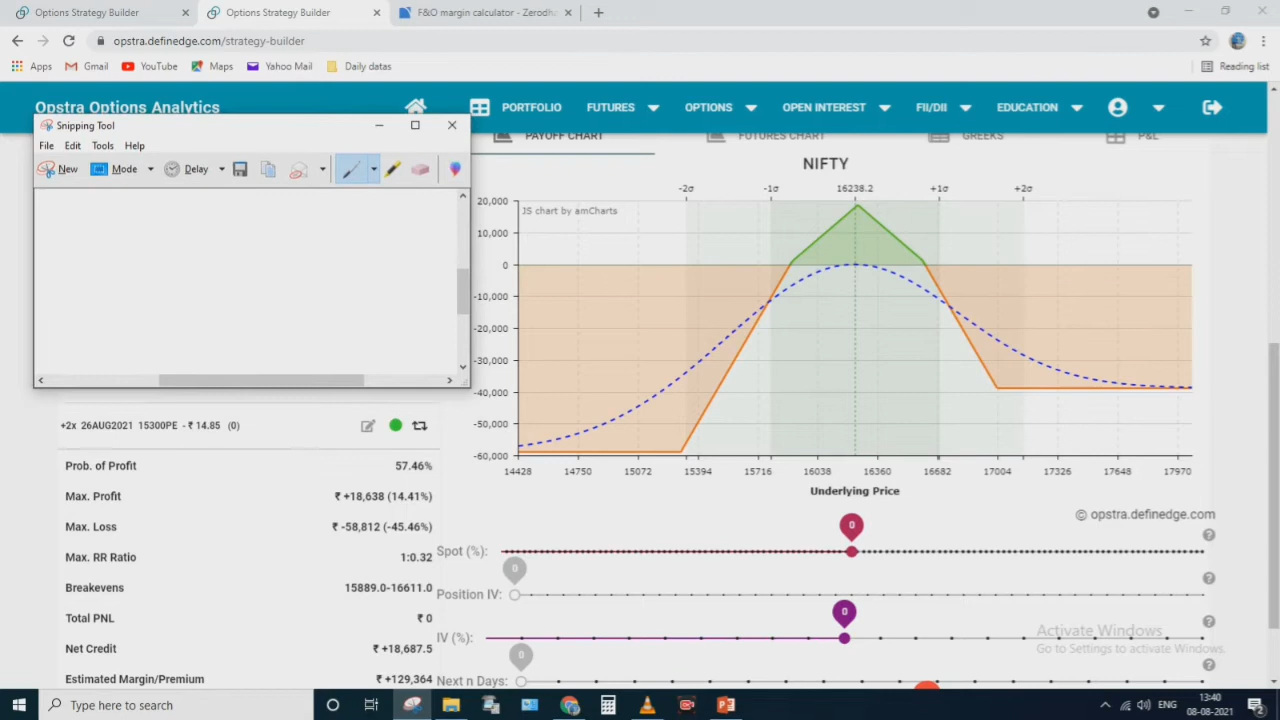 Options Strategy Builder
Options Strategy Builder
F&O margin calculator - Zerodha
opstra.definedge.com/strategy-builder
Apps Gmail YouTube Maps Yahoo Mail Daily datas Reading list
Opstra Options Analytics PORTFOLIO FUTURES OPTIONS OPEN INTEREST FII/DII EDUCATION
Snipping Tool
File Edit Tools Help
New Mode Delay
PAYOFF CHART FUTURES CHART GREEKS P&L
NIFTY
-2σ -1σ 16238.2 +1σ +2σ
JS chart by amCharts
20,000
10,000
0
-10,000
-20,000
-30,000
-40,000
-50,000
-60,000
14428 14750 15072 15394 15716 16038 16360 16682 17004 17326 17648 17970
Underlying Price
© opstra.definedge.com
+2x 26AUG2021 15300PE - ₹ 14.85 (0)
Prob. of Profit 57.46%
Max. Profit ₹ +18,638 (14.41%)
Max. Loss ₹ -58,812 (-45.46%)
Max. RR Ratio 1:0.32
Breakevens 15889.0-16611.0
Total PNL ₹ 0
Net Credit ₹ +18,687.5
Estimated Margin/Premium ₹ +129,364
0
Spot (%):
0
Position IV:
0
IV (%):
0
Next n Days:
Activate Windows
Go to Settings to activate Windows.
Type here to search
ENG
13:40
08-08-2021
2